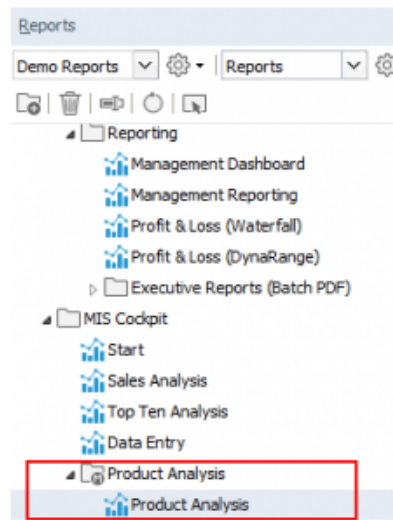 Reports
Demo Reports Reports
Reporting
Management Dashboard
Management Reporting
Profit & Loss (Waterfall)
Profit & Loss (DynaRange)
Executive Reports (Batch PDF)
MIS Cockpit
Start
Sales Analysis
Top Ten Analysis
Data Entry
Product Analysis
Product Analysis